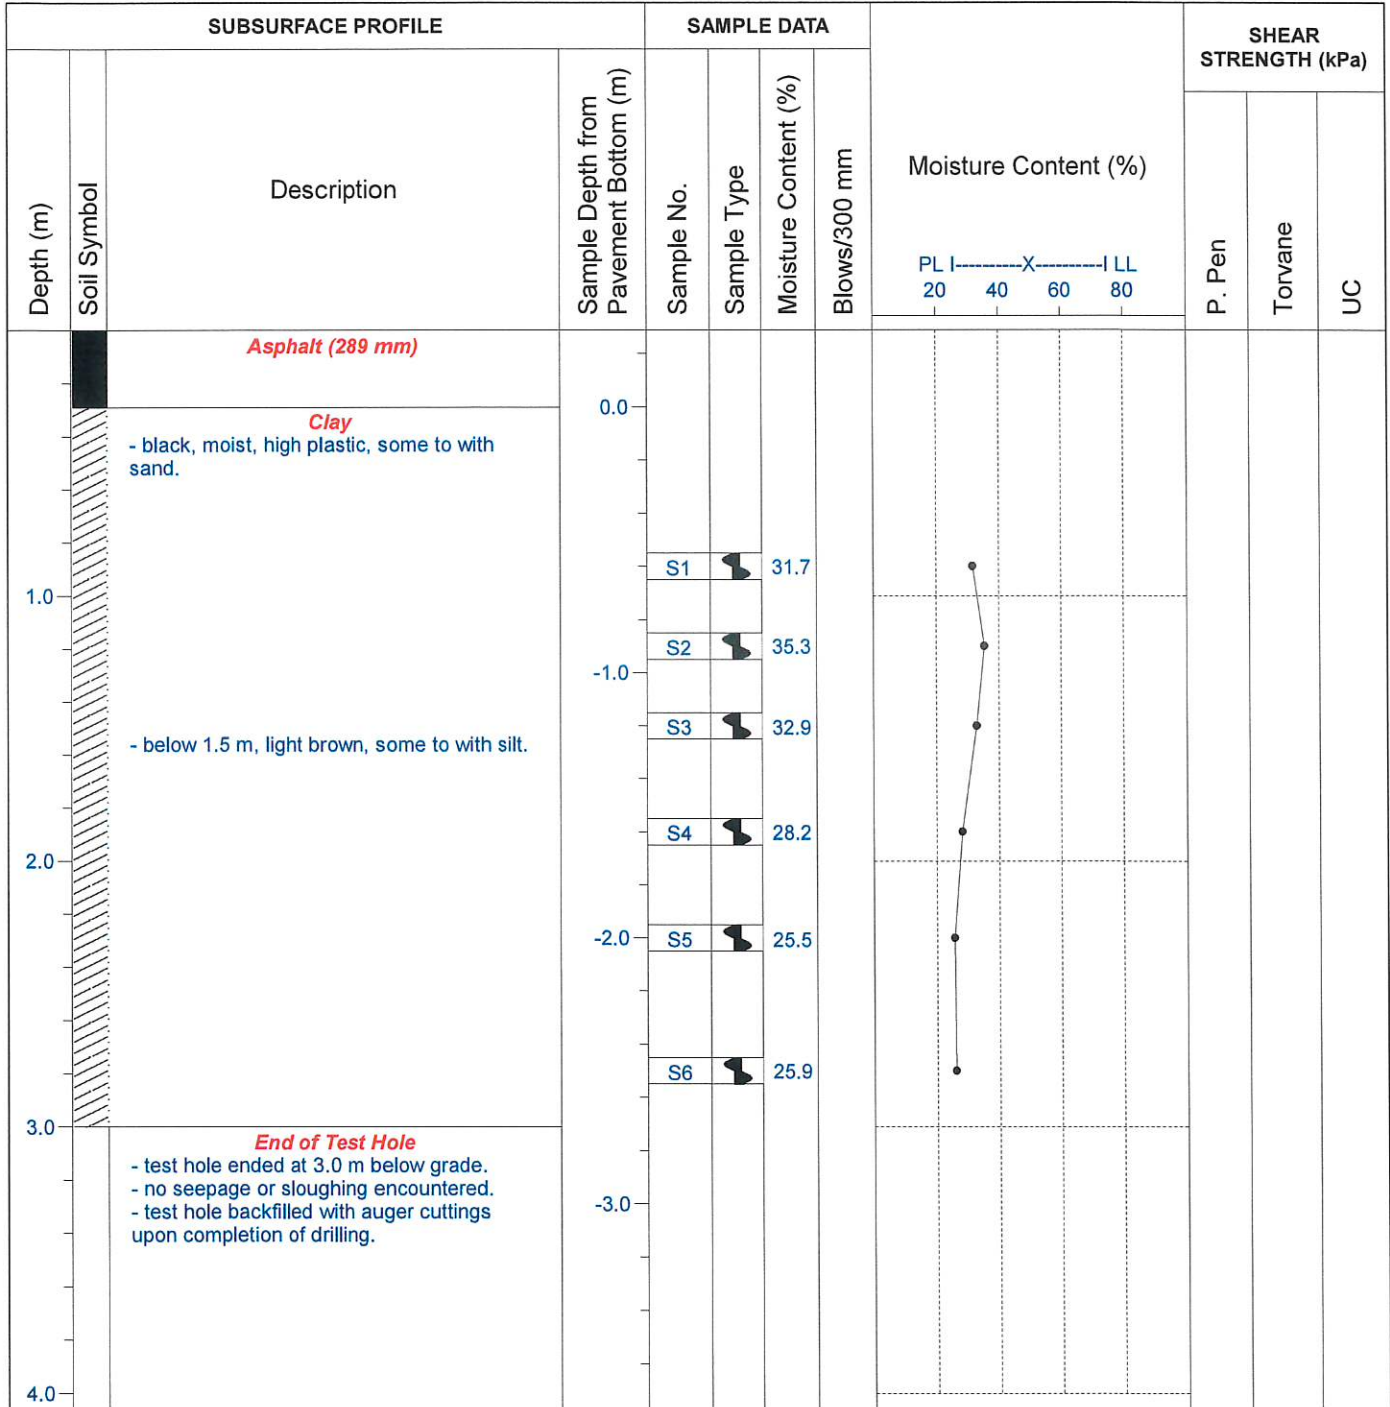 SUBSURFACE PROFILE
SAMPLE DATA
SHEAR
STRENGTH (kPa)
Depth (m)
Soil Symbol
Description
Sample Depth from
Pavement Bottom (m)
Sample No.
Sample Type
Moisture Content (%)
Blows/300 mm
Moisture Content (%)
PL I----------X----------I LL
20 40 60 80
P. Pen
Torvane
UC
Asphalt (289 mm)
0.0
Clay
- black, moist, high plastic, some to with
sand.
S1 31.7
1.0
S2 35.3
-1.0
S3 32.9
- below 1.5 m, light brown, some to with silt.
S4 28.2
2.0
-2.0 S5 25.5
S6 25.9
3.0
End of Test Hole
- test hole ended at 3.0 m below grade.
- no seepage or sloughing encountered.
- test hole backfilled with auger cuttings
upon completion of drilling.
-3.0
4.0